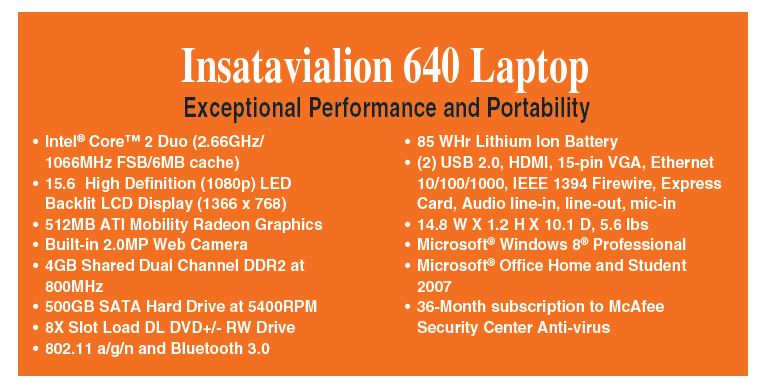 Insatavialion 640 Laptop
Exceptional Performance and Portability
• Intel® Core™ 2 Duo (2.66GHz/
1066MHz FSB/6MB cache)
• 15.6 High Definition (1080p) LED
Backlit LCD Display (1366 x 768)
• 512MB ATI Mobility Radeon Graphics
• Built-in 2.0MP Web Camera
• 4GB Shared Dual Channel DDR2 at
800MHz
• 500GB SATA Hard Drive at 5400RPM
• 8X Slot Load DL DVD+/- RW Drive
• 802.11 a/g/n and Bluetooth 3.0
• 85 WHr Lithium Ion Battery
• (2) USB 2.0, HDMI, 15-pin VGA, Ethernet
10/100/1000, IEEE 1394 Firewire, Express
Card, Audio line-in, line-out, mic-in
• 14.8 W X 1.2 H X 10.1 D, 5.6 lbs
• Microsoft® Windows 8® Professional
• Microsoft® Office Home and Student
2007
• 36-Month subscription to McAfee
Security Center Anti-virus